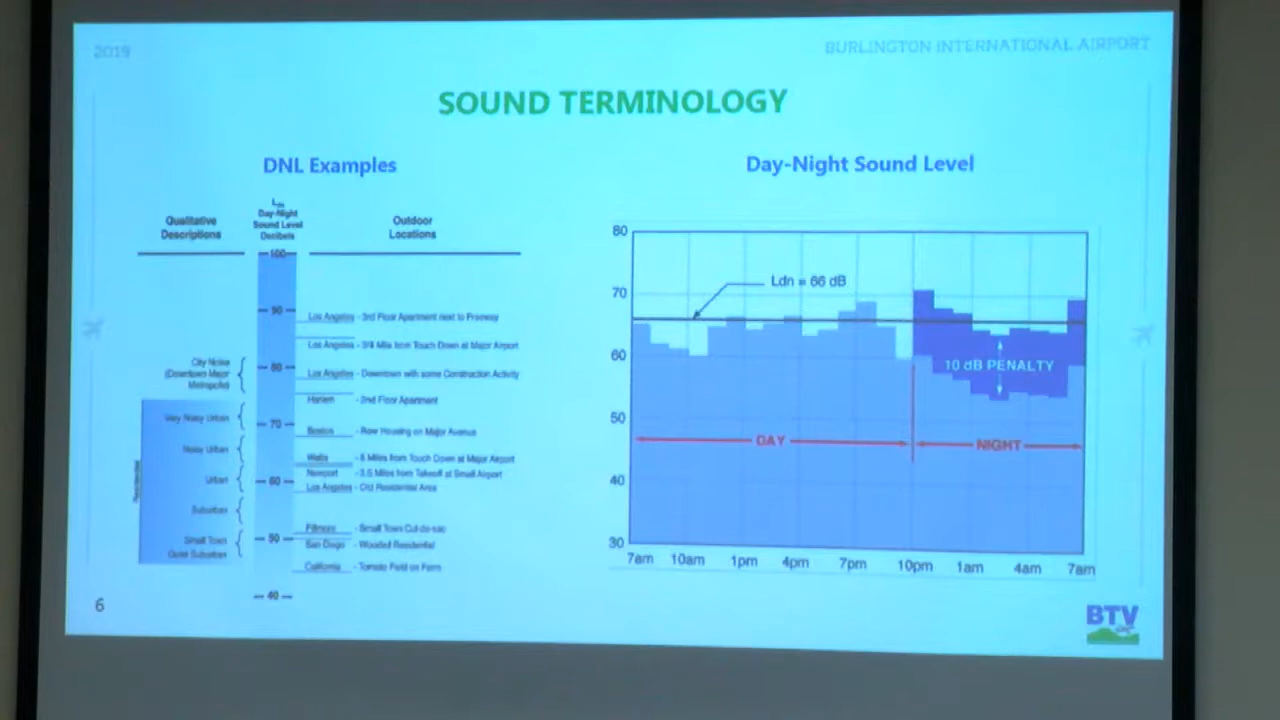 2019
BURLINGTON INTERNATIONAL AIRPORT
SOUND TERMINOLOGY
DNL Examples
Qualitative
Descriptions
Day-Night
Sound Level
Decibels
Outdoor
Locations
100
90
Los Angeles - 3rd Floor Apartment next to Freeway
Los Angeles - 3/4 Mile from Touch Down at Major Airport
City Noise
(Downtown Major
Metropolis)
80
Los Angeles - Downtown with some Construction Activity
Harlem - 2nd Floor Apartment
Very Noisy Urban
70
Boston - Row Housing on Major Avenue
Noisy Urban
Watts - 8 Miles from Touch Down at Major Airport
Newport - 3.5 Miles from Takeoff at Small Airport
Urban
60
Los Angeles - Old Residential Area
Residential
Suburban
Fillmore - Small Town Cul-de-sac
50
Small Town
Quiet Suburban
San Diego - Wooded Residential
California - Tomato Field on Farm
40
Day-Night Sound Level
80
70
60
50
40
30
Ldn = 66 dB
10 dB PENALTY
DAY
NIGHT
7am 10am 1pm 4pm 7pm 10pm 1am 4am 7am
6
BTV